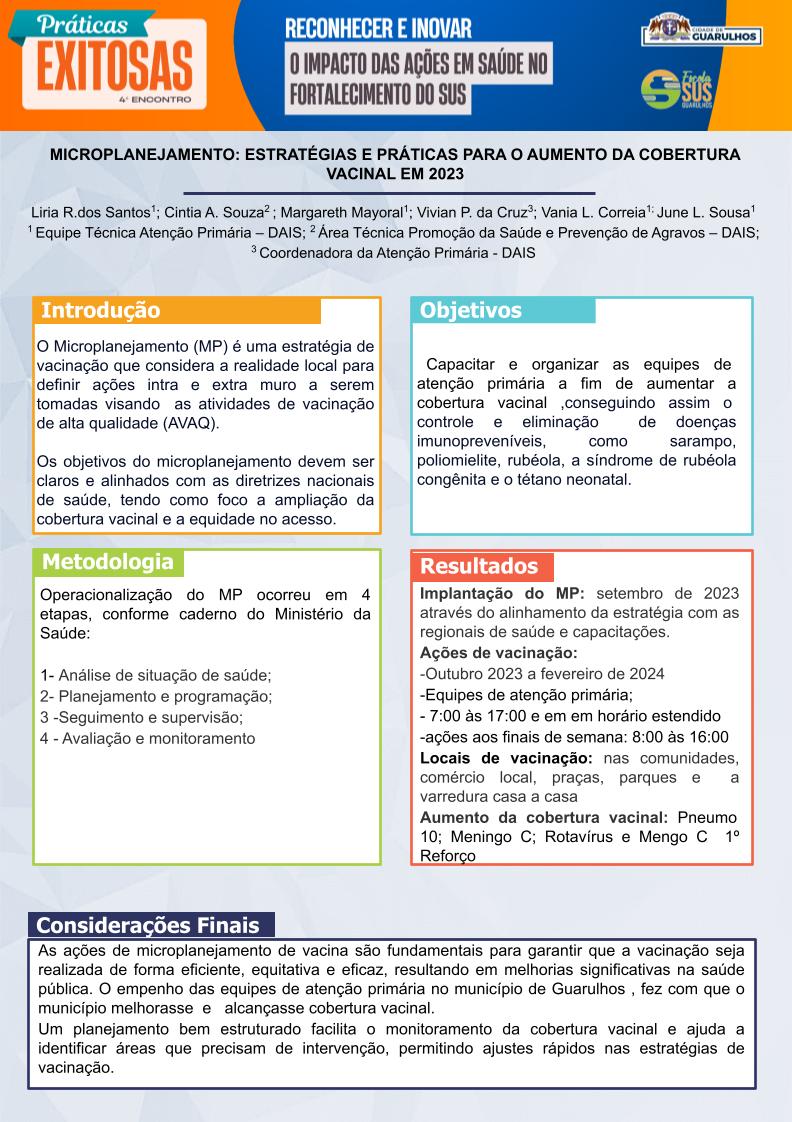 Práticas
EXITOSAS
4º ENCONTRO
RECONHECER E INOVAR
O IMPACTO DAS AÇÕES EM SAÚDE NO
FORTALECIMENTO DO SUS
CIDADE DE
GUARULHOS
Escola
SUS
GUARULHOS
MICROPLANEJAMENTO: ESTRATÉGIAS E PRÁTICAS PARA O AUMENTO DA COBERTURA
VACINAL EM 2023
Liria R.dos Santos¹; Cintia A. Souza² ; Margareth Mayoral¹; Vivian P. da Cruz³; Vania L. Correia¹; June L. Sousa¹
¹ Equipe Técnica Atenção Primária – DAIS; ² Área Técnica Promoção da Saúde e Prevenção de Agravos – DAIS;
³ Coordenadora da Atenção Primária - DAIS
Introdução
O Microplanejamento (MP) é uma estratégia de
vacinação que considera a realidade local para
definir ações intra e extra muro a serem
tomadas visando as atividades de vacinação
de alta qualidade (AVAQ).
Os objetivos do microplanejamento devem ser
claros e alinhados com as diretrizes nacionais
de saúde, tendo como foco a ampliação da
cobertura vacinal e a equidade no acesso.
Objetivos
Capacitar e organizar as equipes de
atenção primária a fim de aumentar a
cobertura vacinal ,conseguindo assim o
controle e eliminação de doenças
imunopreveníveis, como sarampo,
poliomielite, rubéola, a síndrome de rubéola
congênita e o tétano neonatal.
Metodologia
Operacionalização do MP ocorreu em 4
etapas, conforme caderno do Ministério da
Saúde:
1- Análise de situação de saúde;
2- Planejamento e programação;
3 -Seguimento e supervisão;
4 - Avaliação e monitoramento
Resultados
Implantação do MP: setembro de 2023
através do alinhamento da estratégia com as
regionais de saúde e capacitações.
Ações de vacinação:
-Outubro 2023 a fevereiro de 2024
-Equipes de atenção primária;
- 7:00 às 17:00 e em em horário estendido
-ações aos finais de semana: 8:00 às 16:00
Locais de vacinação: nas comunidades,
comércio local, praças, parques e a
varredura casa a casa
Aumento da cobertura vacinal: Pneumo
10; Meningo C; Rotavírus e Mengo C 1º
Reforço
Considerações Finais
As ações de microplanejamento de vacina são fundamentais para garantir que a vacinação seja
realizada de forma eficiente, equitativa e eficaz, resultando em melhorias significativas na saúde
pública. O empenho das equipes de atenção primária no município de Guarulhos , fez com que o
município melhorasse e alcançasse cobertura vacinal.
Um planejamento bem estruturado facilita o monitoramento da cobertura vacinal e ajuda a
identificar áreas que precisam de intervenção, permitindo ajustes rápidos nas estratégias de
vacinação.